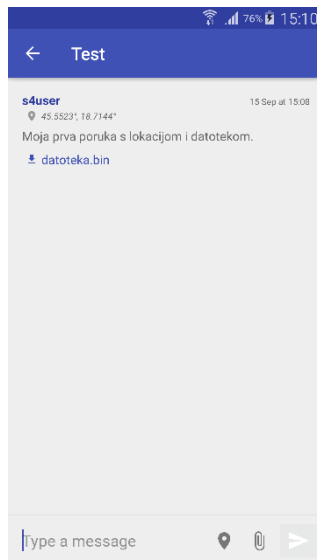 76% 15:10
Test
s4user 15 Sep at 15:08
45.5523°, 18.7144°
Moja prva poruka s lokacijom i datotekom.
datoteka.bin
Type a message